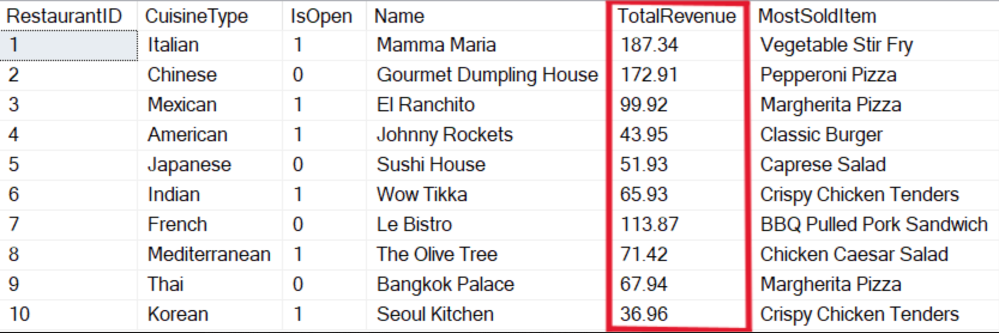 RestaurantID CuisineType IsOpen Name TotalRevenue MostSoldItem
1 Italian 1 Mamma Maria 187.34 Vegetable Stir Fry
2 Chinese 0 Gourmet Dumpling House 172.91 Pepperoni Pizza
3 Mexican 1 El Ranchito 99.92 Margherita Pizza
4 American 1 Johnny Rockets 43.95 Classic Burger
5 Japanese 0 Sushi House 51.93 Caprese Salad
6 Indian 1 Wow Tikka 65.93 Crispy Chicken Tenders
7 French 0 Le Bistro 113.87 BBQ Pulled Pork Sandwich
8 Mediterranean 1 The Olive Tree 71.42 Chicken Caesar Salad
9 Thai 0 Bangkok Palace 67.94 Margherita Pizza
10 Korean 1 Seoul Kitchen 36.96 Crispy Chicken Tenders